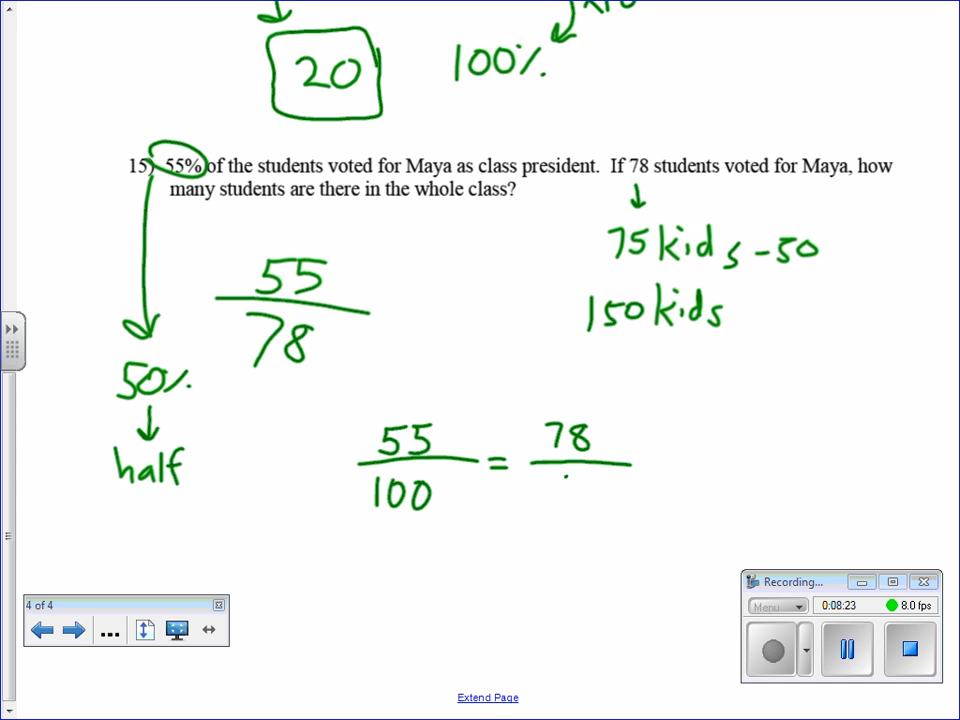 20
100%
15) 55% of the students voted for Maya as class president. If 78 students voted for Maya, how
many students are there in the whole class?
75 kids - 50
150 kids
55
78
50%
half
55
100
=
78
4 of 4
...
Recording...
Menu
0:08:23
8.0 fps
Extend Page